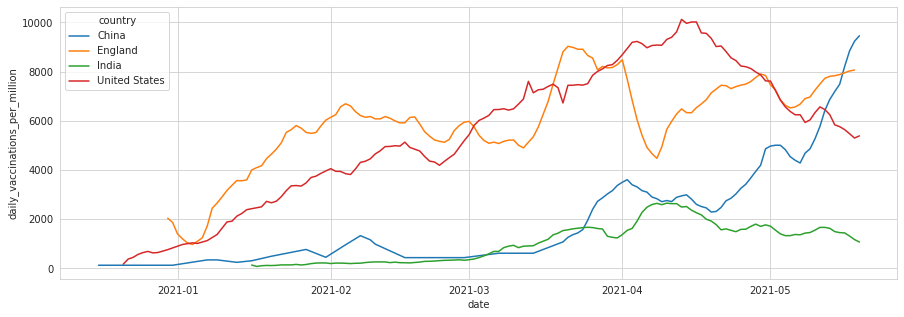 country
China
England
India
United States
daily_vaccinations_per_million
10000
8000
6000
4000
2000
0
2021-01
2021-02
2021-03
2021-04
2021-05
date